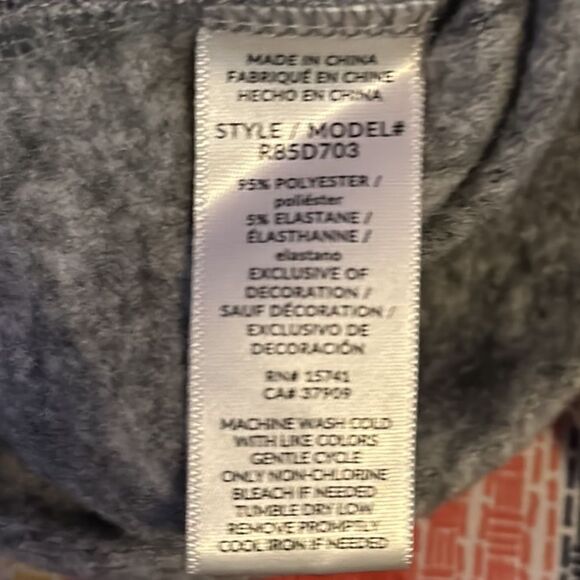 MADE IN CHINA
FABRIQUÉ EN CHINE
HECHO EN CHINA
STYLE / MODEL#
R85D703
95% POLYESTER /
poliéster
5% ELASTANE /
ÉLASTHANNE /
elastano
EXCLUSIVE OF
DECORATION /
SAUF DÉCORATION /
EXCLUSIVO DE
DECORACIÓN
RN# 15741
CA# 37909
MACHINE WASH COLD
WITH LIKE COLORS
GENTLE CYCLE
ONLY NON-CHLORINE
BLEACH IF NEEDED
TUMBLE DRY LOW
REMOVE PROMPTLY
COOL IRON IF NEEDED